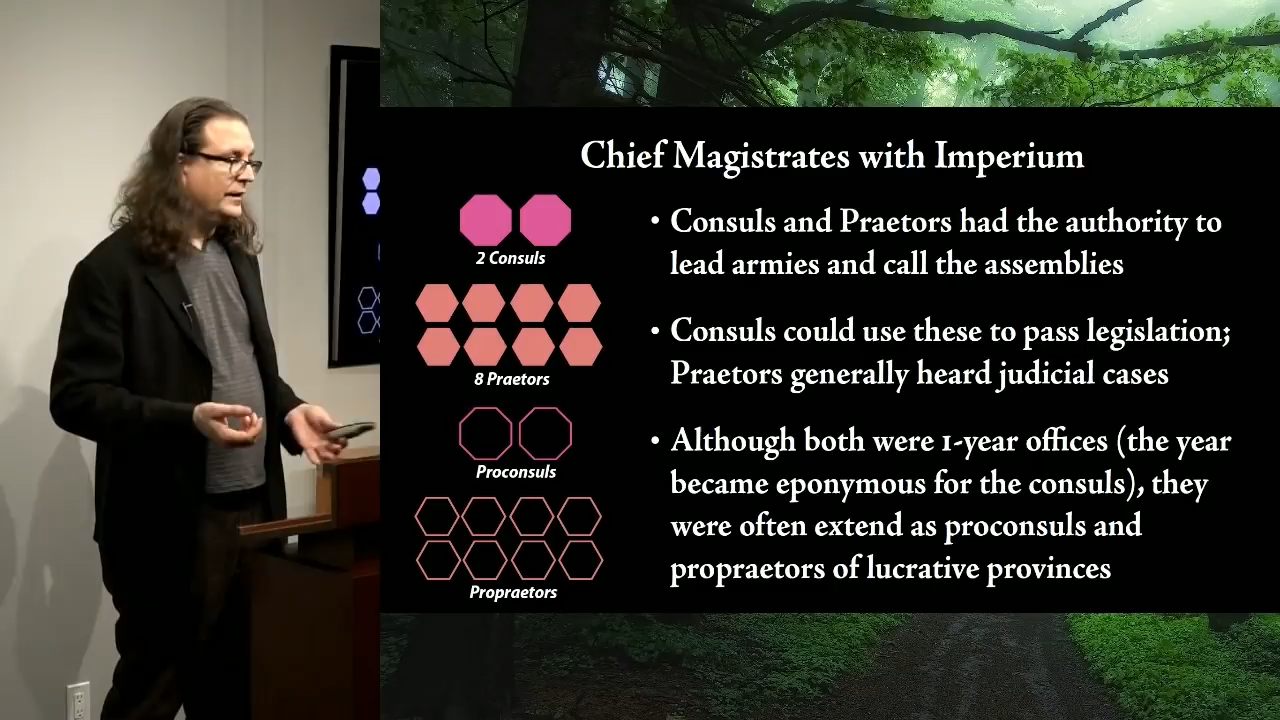 Chief Magistrates with Imperium
2 Consuls
8 Praetors
Proconsuls
Propraetors
• Consuls and Praetors had the authority to
lead armies and call the assemblies
• Consuls could use these to pass legislation;
Praetors generally heard judicial cases
• Although both were 1-year offices (the year
became eponymous for the consuls), they
were often extend as proconsuls and
propraetors of lucrative provinces